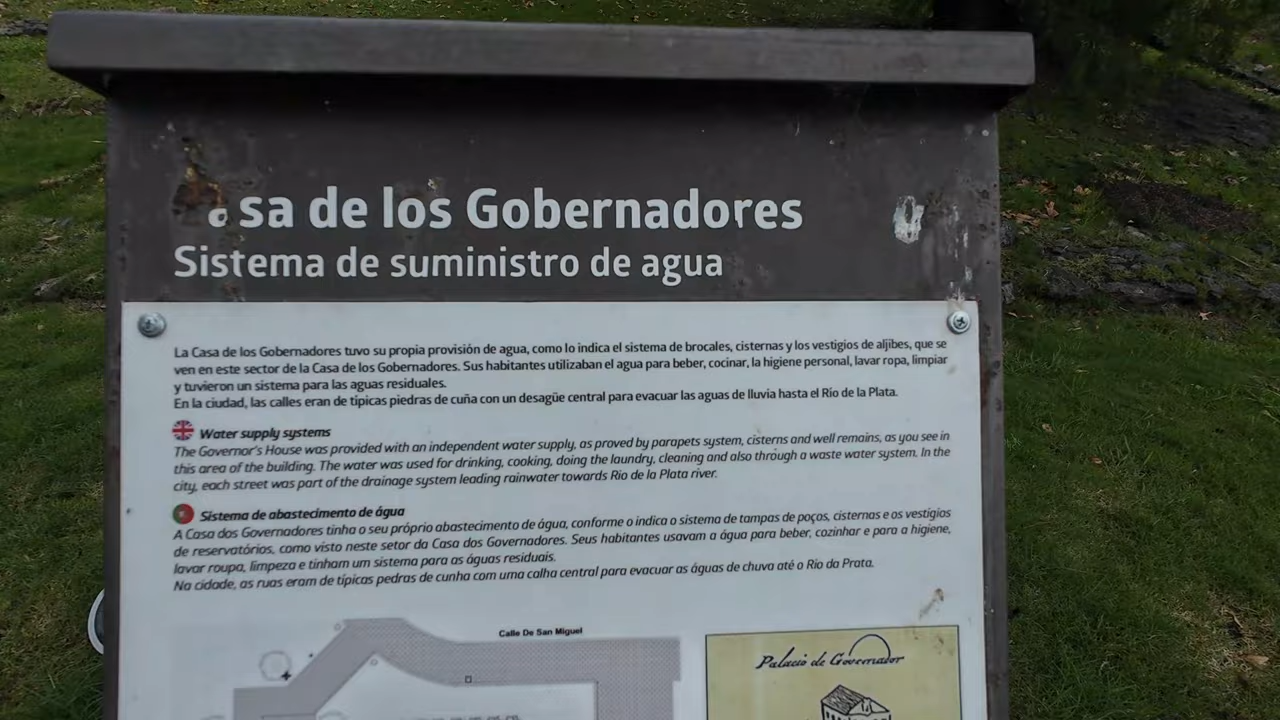 asa de los Gobernadores
Sistema de suministro de agua
La Casa de los Gobernadores tuvo su propia provisión de agua, como lo indica el sistema de brocales, cisternas y los vestigios de aljibes, que se
ven en este sector de la Casa de los Gobernadores. Sus habitantes utilizaban el agua para beber, cocinar, la higiene personal, lavar ropa, limpiar
y tuvieron un sistema para las aguas residuales.
En la ciudad, las calles eran de típicas piedras de cuña con un desagüe central para evacuar las aguas de lluvia hasta el Río de la Plata.
Water supply systems
The Governor's House was provided with an independent water supply, as proved by parapets system, cisterns and well remains, as you see in
this area of the building. The water was used for drinking, cooking, doing the laundry, cleaning and also through a waste water system. In the
city, each street was part of the drainage system leading rainwater towards Rio de la Plata river.
Sistema de abastecimento de água
A Casa dos Governadores tinha o seu próprio abastecimento de água, conforme o indica o sistema de tampas de poços, cisternas e os vestígios
de reservatórios, como visto neste setor da Casa dos Governadores. Seus habitantes usavam a água para beber, cozinhar e para a higiene,
lavar roupa, limpeza e tinham um sistema para as águas residuais.
Na cidade, as ruas eram de típicas pedras de cunha com uma calha central para evacuar as águas de chuva até o Rio da Prata.
Calle De San Miguel
Palacio de Governador